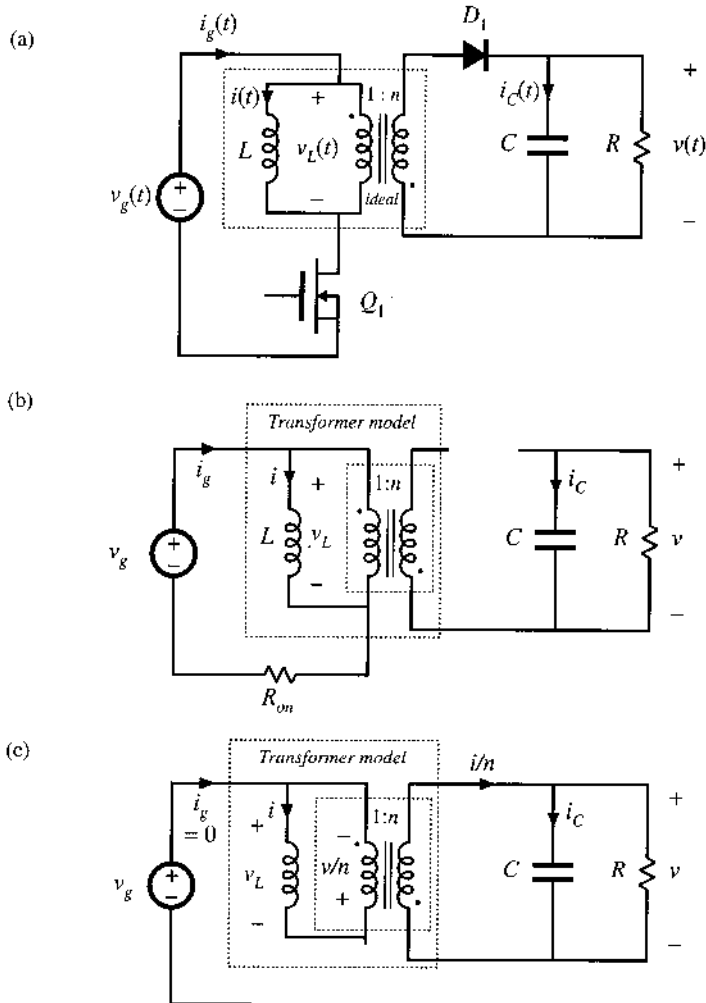 (a)
i_g(t)
D_1
i(t)
+
1 : n
i_C(t)
+
L
v_L(t)
C
R
v(t)
v_g(t)
+
−
−
ideal
−
Q_1
(b)
Transformer model
i_g
i
+
1:n
i_C
+
v_g
+
−
L
v_L
C
R
v
−
−
R_on
(c)
Transformer model
i/n
i_g
= 0
i
+
−
1:n
i_C
+
v_g
+
−
v_L
v/n
C
R
v
−
+
−